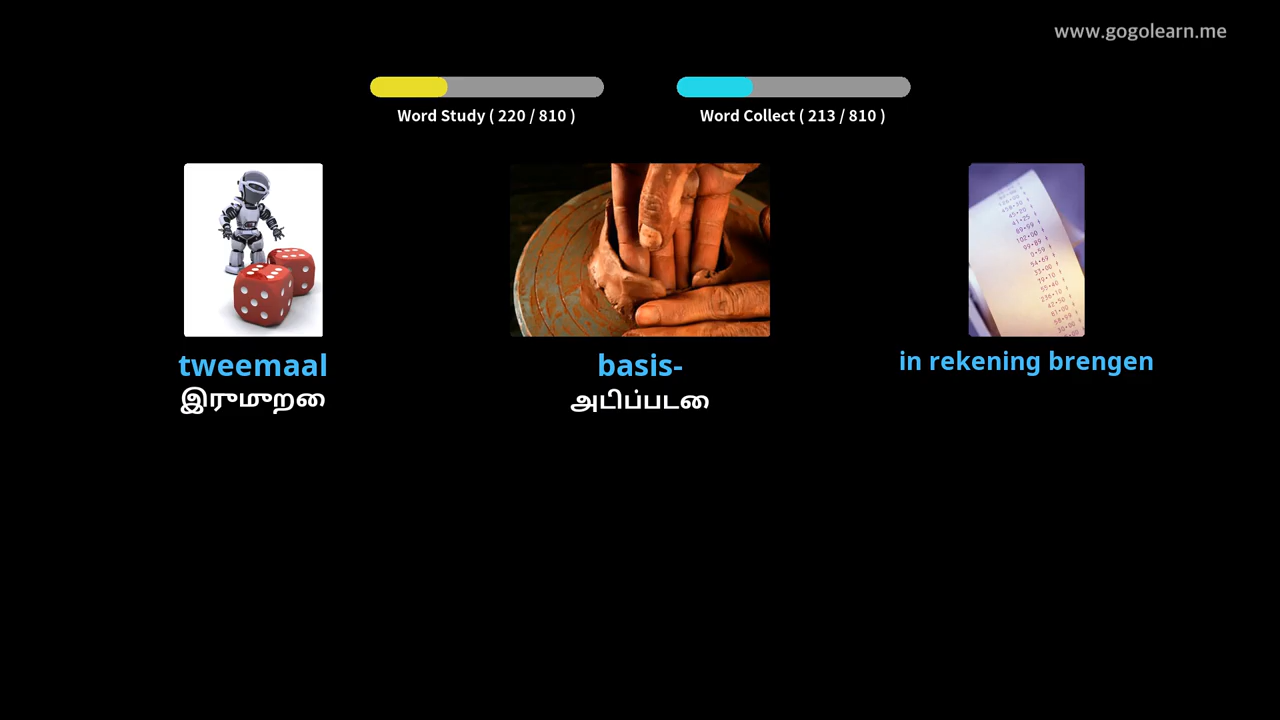 www.gogolearn.me
Word Study ( 220 / 810 )
Word Collect ( 213 / 810 )
tweemaal
இருமுறை
basis-
அடிப்படை
in rekening brengen